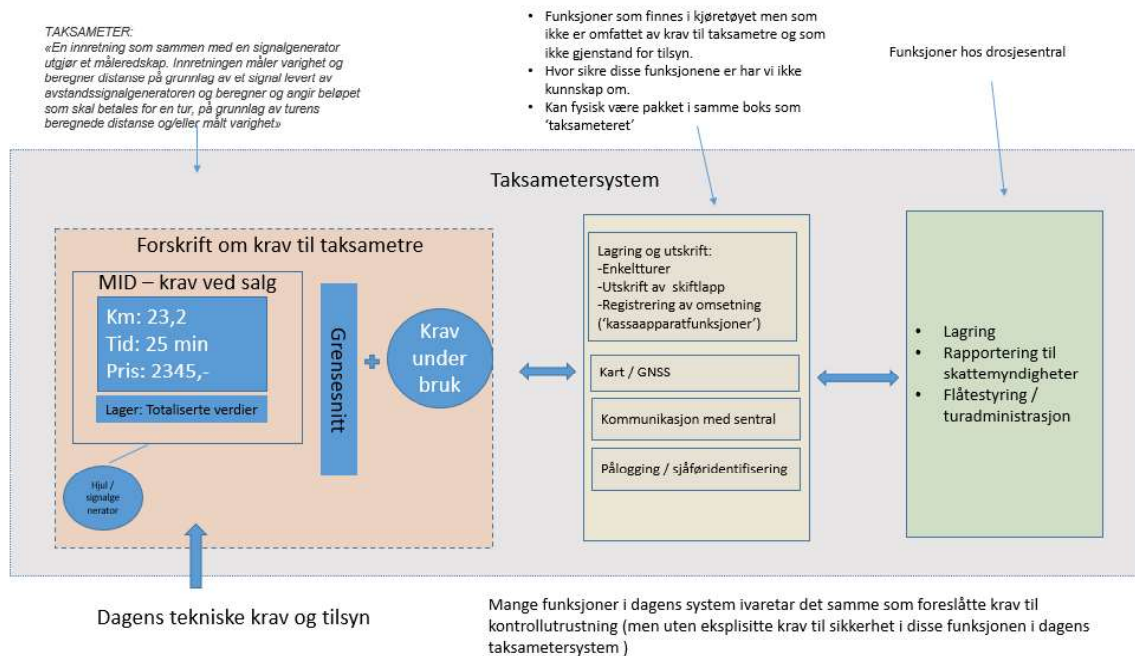 TAKSAMETER:
«En innretning som sammen med en signalgenerator
utgjør et måleredskap. Innretningen måler varighet og
beregner distanse på grunnlag av et signal levert av
avstandssignalgeneratoren og beregner og angir beløpet
som skal betales for en tur, på grunnlag av turens
beregnede distanse og/eller målt varighet»
• Funksjoner som finnes i kjøretøyet men som
ikke er omfattet av krav til taksametre og som
ikke gjenstand for tilsyn.
• Hvor sikre disse funksjonene er har vi ikke
kunnskap om.
• Kan fysisk være pakket i samme boks som
‘taksameteret’
Funksjoner hos drosjesentral
Taksametersystem
Forskrift om krav til taksametre
MID – krav ved salg
Km: 23,2
Tid: 25 min
Pris: 2345,-
Lager: Totaliserte verdier
Hjul /
signalge
nerator
Grensesnitt
Krav
under
bruk
Lagring og utskrift:
-Enkeltturer
-Utskrift av skiftlapp
-Registrering av omsetning
(‘kassaapparatfunksjoner’)
Kart / GNSS
Kommunikasjon med sentral
Pålogging / sjåføridentifisering
• Lagring
• Rapportering til
skattemyndigheter
• Flåtestyring /
turadministrasjon
Dagens tekniske krav og tilsyn
Mange funksjoner i dagens system ivaretar det samme som foreslåtte krav til
kontrollutrustning (men uten eksplisitte krav til sikkerhet i disse funksjonen i dagens
taksametersystem )